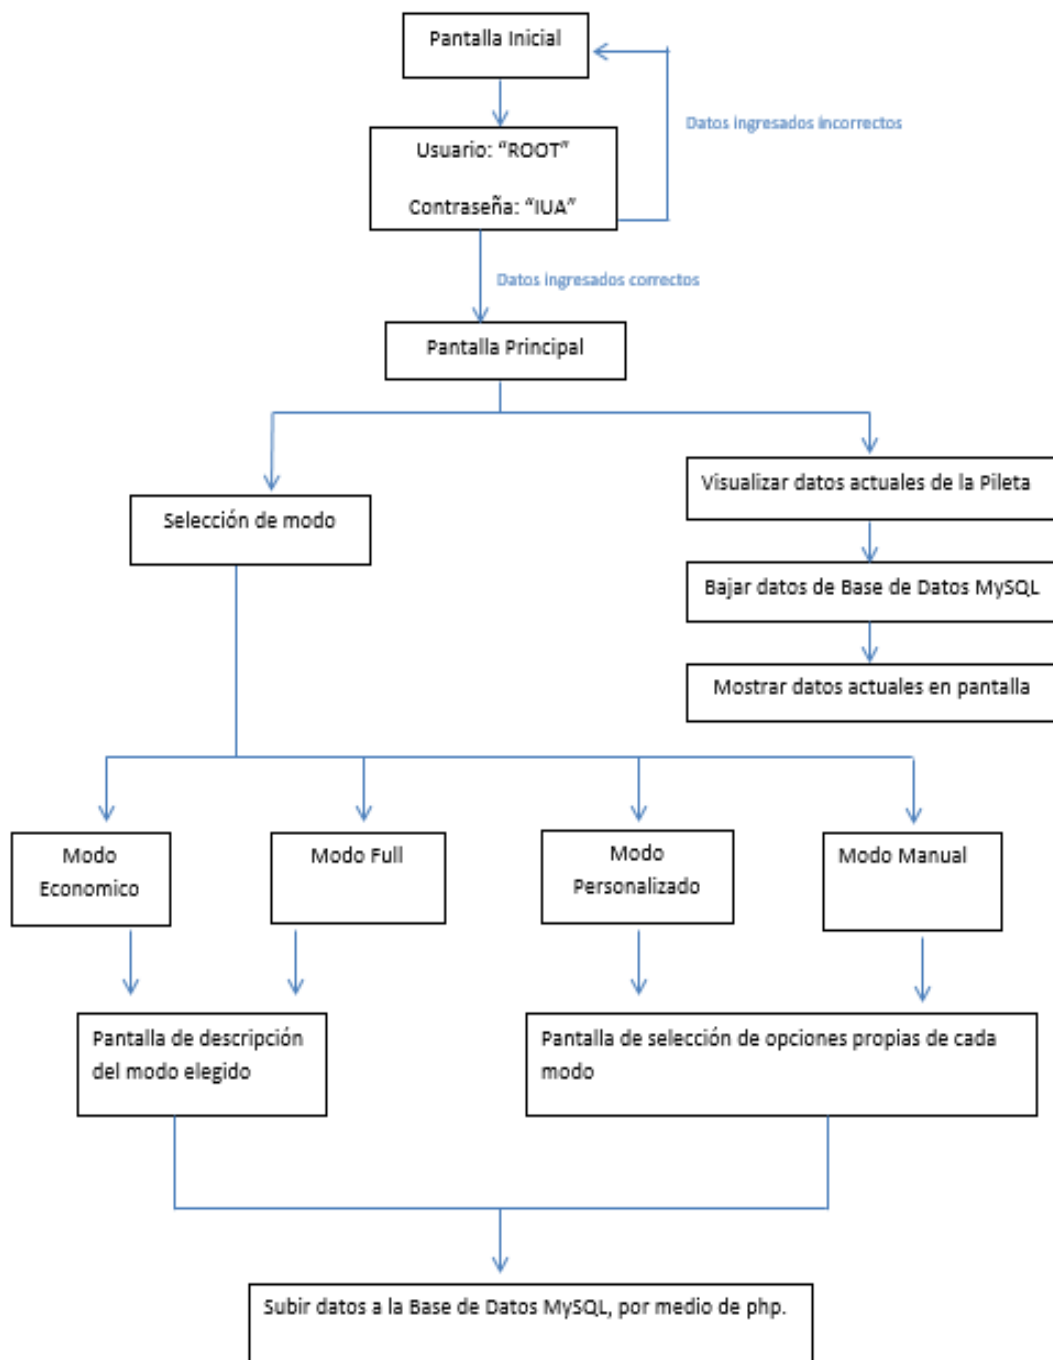 Pantalla Inicial
Datos ingresados incorrectos
Usuario: “ROOT”
Contraseña: “IUA”
Datos ingresados correctos
Pantalla Principal
Visualizar datos actuales de la Pileta
Selección de modo
Bajar datos de Base de Datos MySQL
Mostrar datos actuales en pantalla
Modo
Economico
Modo Full
Modo
Personalizado
Modo Manual
Pantalla de descripción
del modo elegido
Pantalla de selección de opciones propias de cada
modo
Subir datos a la Base de Datos MySQL, por medio de php.